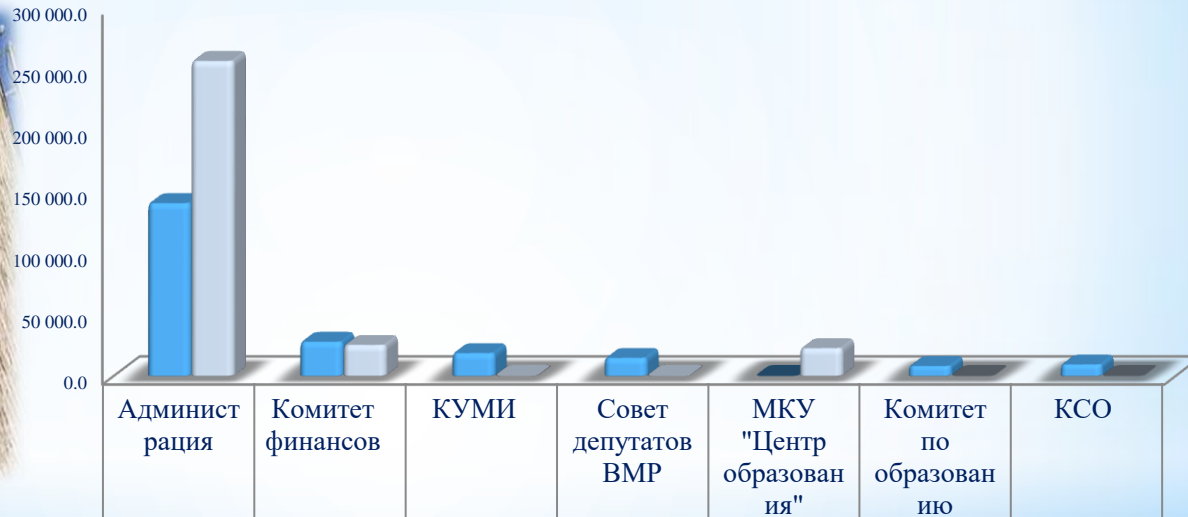 300 000.0
250 000.0
200 000.0
150 000.0
100 000.0
50 000.0
0.0
Админист
рация
Комитет
финансов
КУМИ
Совет
депутатов
ВМР
МКУ
"Центр
образован
ия"
Комитет
по
образован
ию
КСО